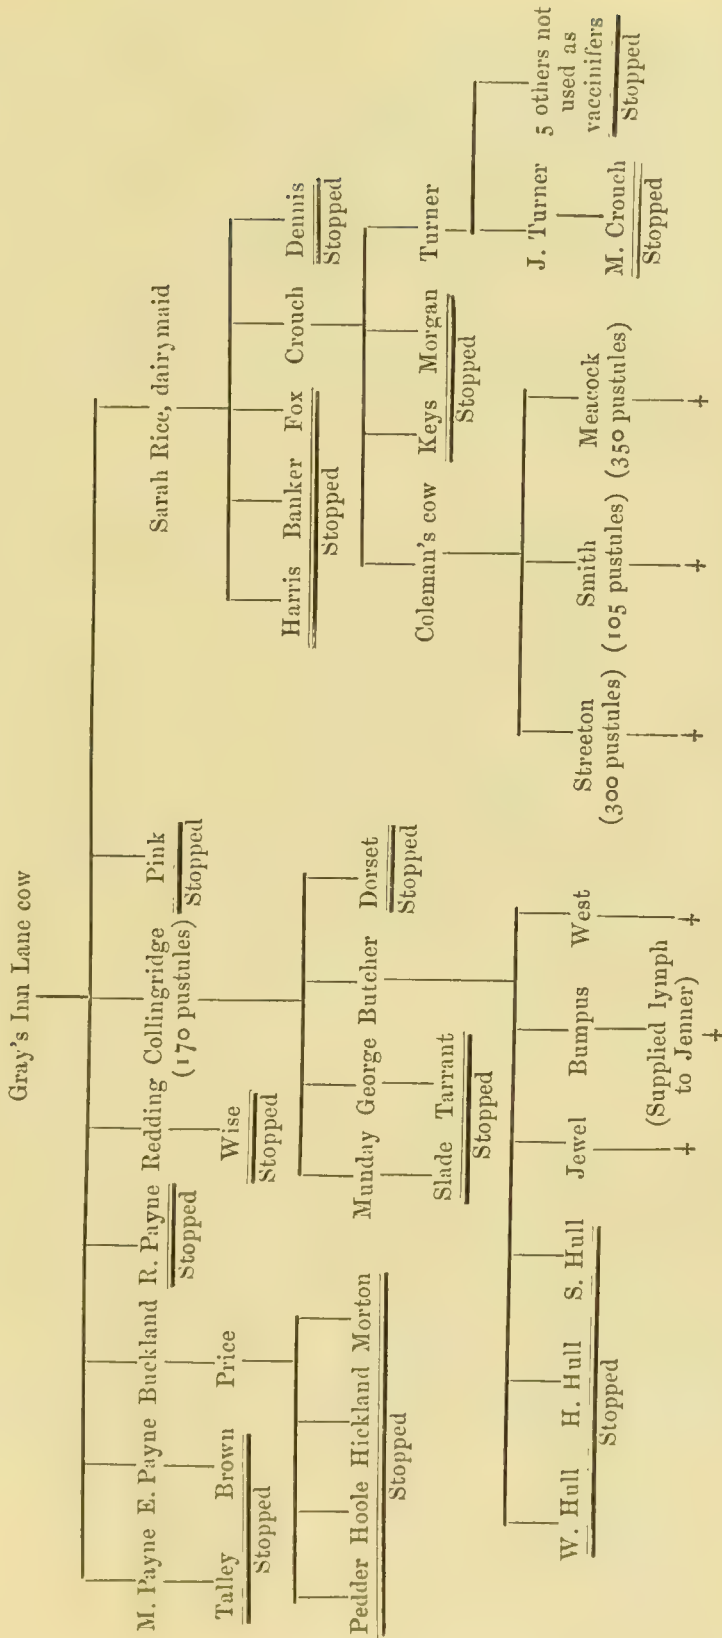 Gray's Inn Lane cow
M. Payne E. Payne Buckland R. Payne Redding Collingridge Pink Sarah Rice, dairymaid
(170 pustules)
Stopped Stopped
Talley Brown Price Wise Harris Banker Fox Crouch Dennis
Stopped Stopped Stopped Stopped
Pedder Hoole Hickland Morton Munday George Butcher Dorset Coleman's cow Keys Morgan Turner
Stopped Stopped Stopped
Slade Tarrant J. Turner 5 others not
used as
vaccinifers
Stopped Stopped
W. Hull H. Hull S. Hull Jewel Bumpus West Streeton Smith Meacock M. Crouch
(300 pustules) (105 pustules) (350 pustules)
Stopped Stopped
(Supplied lymph
to Jenner)